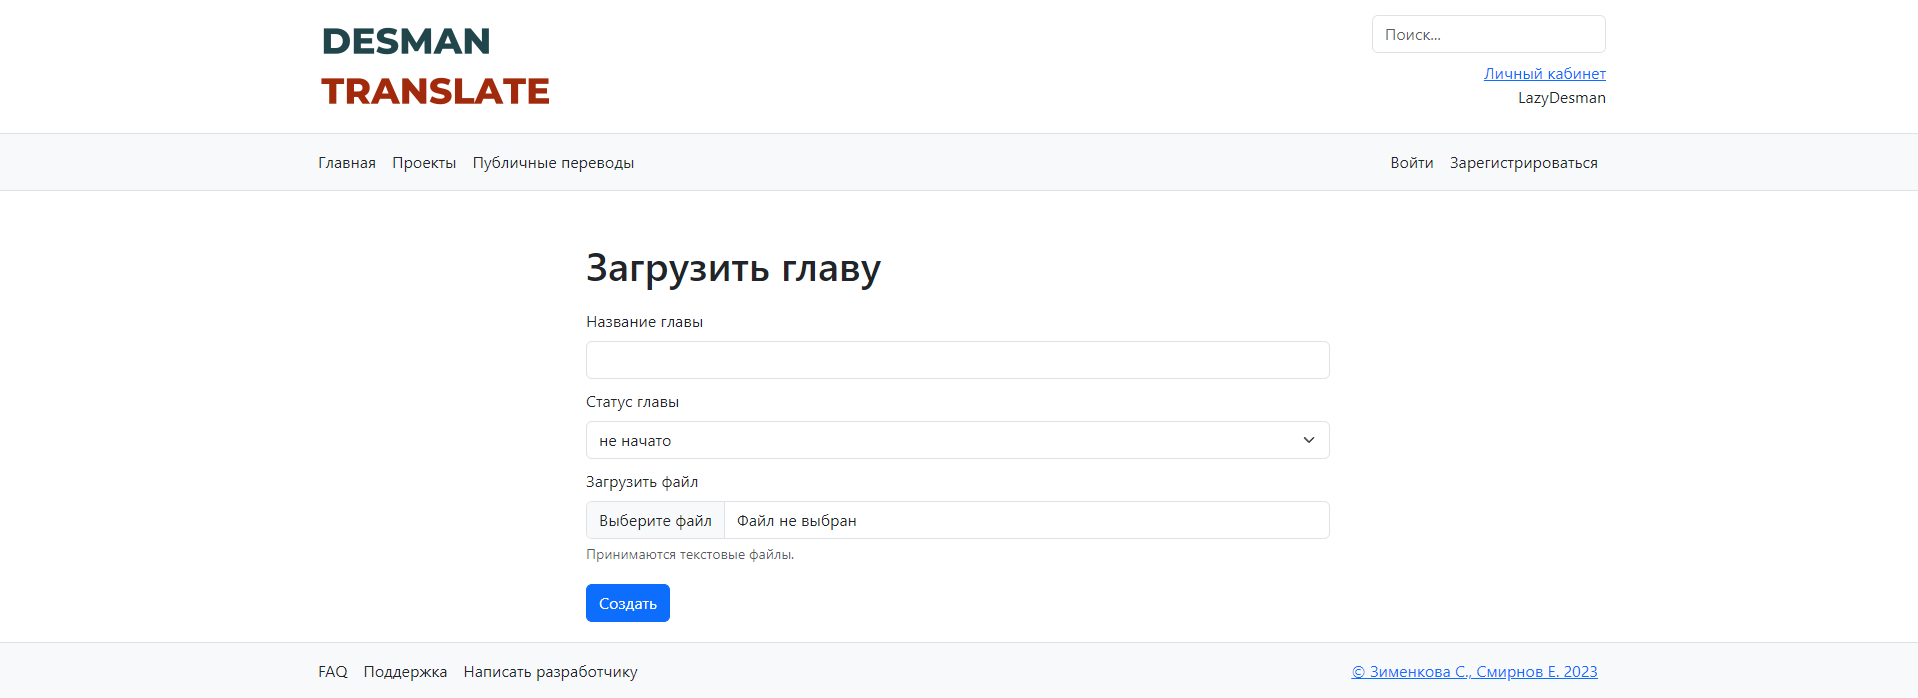 DESMAN
TRANSLATE
Поиск...
Личный кабинет
LazyDesman
Главная Проекты Публичные переводы Войти Зарегистрироваться
Загрузить главу
Название главы
Статус главы
не начато
Загрузить файл
Выберите файл Файл не выбран
Принимаются текстовые файлы.
Создать
FAQ Поддержка Написать разработчику © Зименкова С., Смирнов Е. 2023